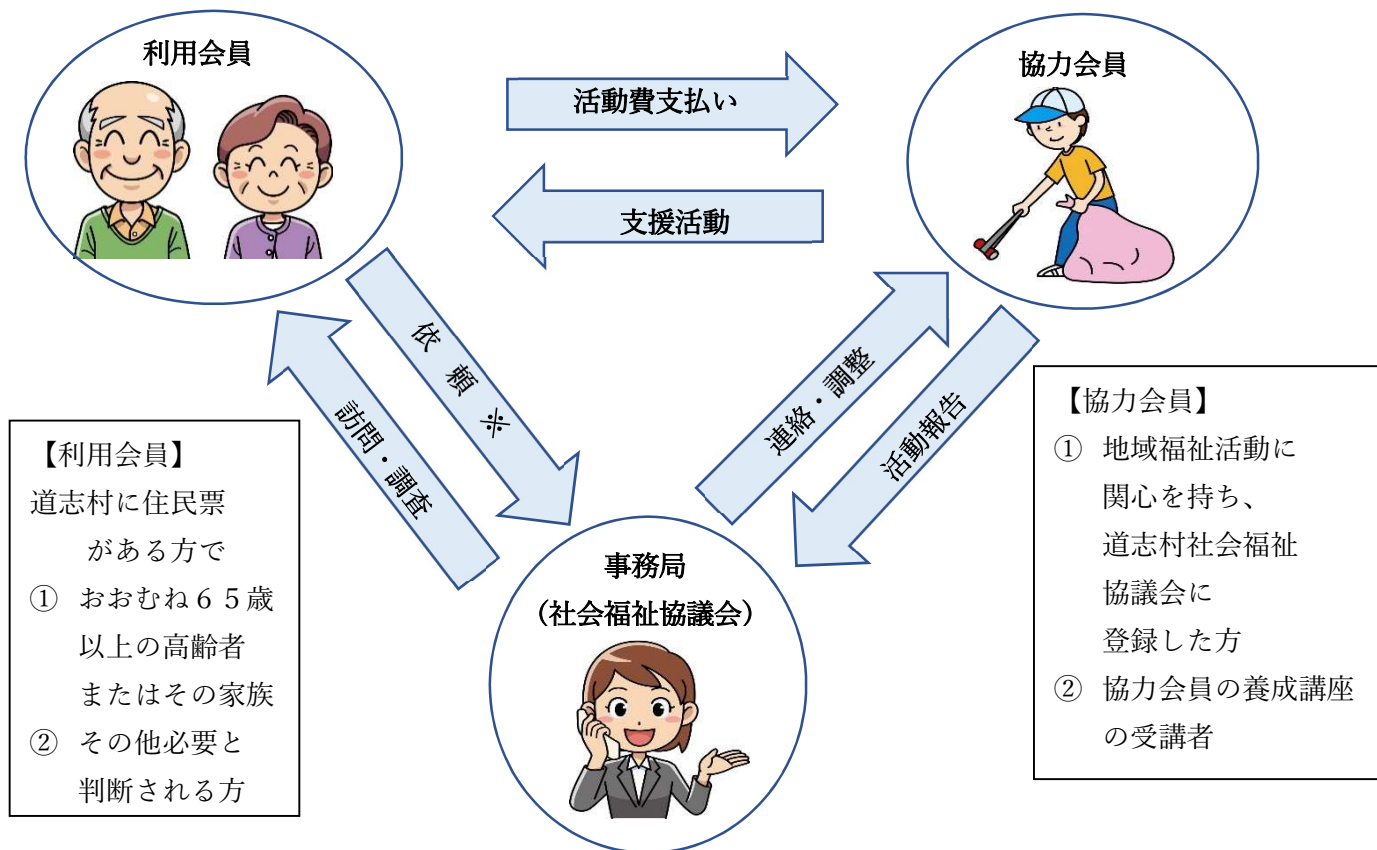 利用会員
協力会員
活動費支払い
支援活動
依頼※
訪問・調査
連絡・調整
活動報告
【利用会員】
道志村に住民票
がある方で
① おおむね６５歳
以上の高齢者
またはその家族
② その他必要と
判断される方
事務局
（社会福祉協議会）
【協力会員】
① 地域福祉活動に
関心を持ち、
道志村社会福祉
協議会に
登録した方
② 協力会員の養成講座
の受講者